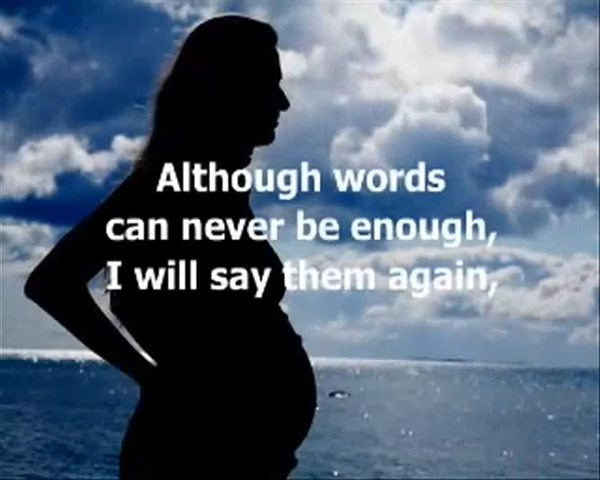 Although words
can never be enough,
I will say them again,